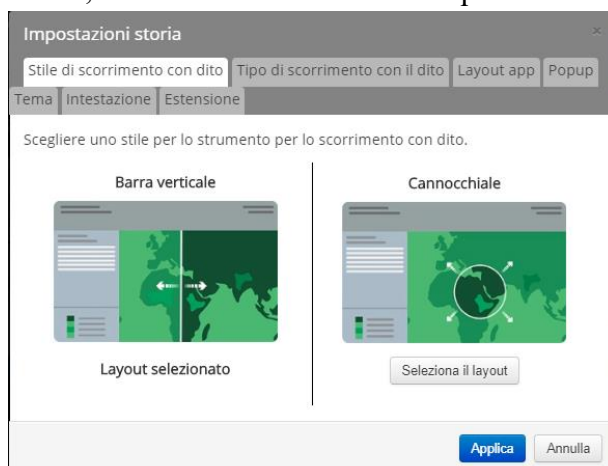 Impostazioni storia
Stile di scorrimento con dito Tipo di scorrimento con il dito Layout app Popup
Tema Intestazione Estensione
Scegliere uno stile per lo strumento per lo scorrimento con dito.
Barra verticale Cannocchiale
Layout selezionato Seleziona il layout
Applica Annulla